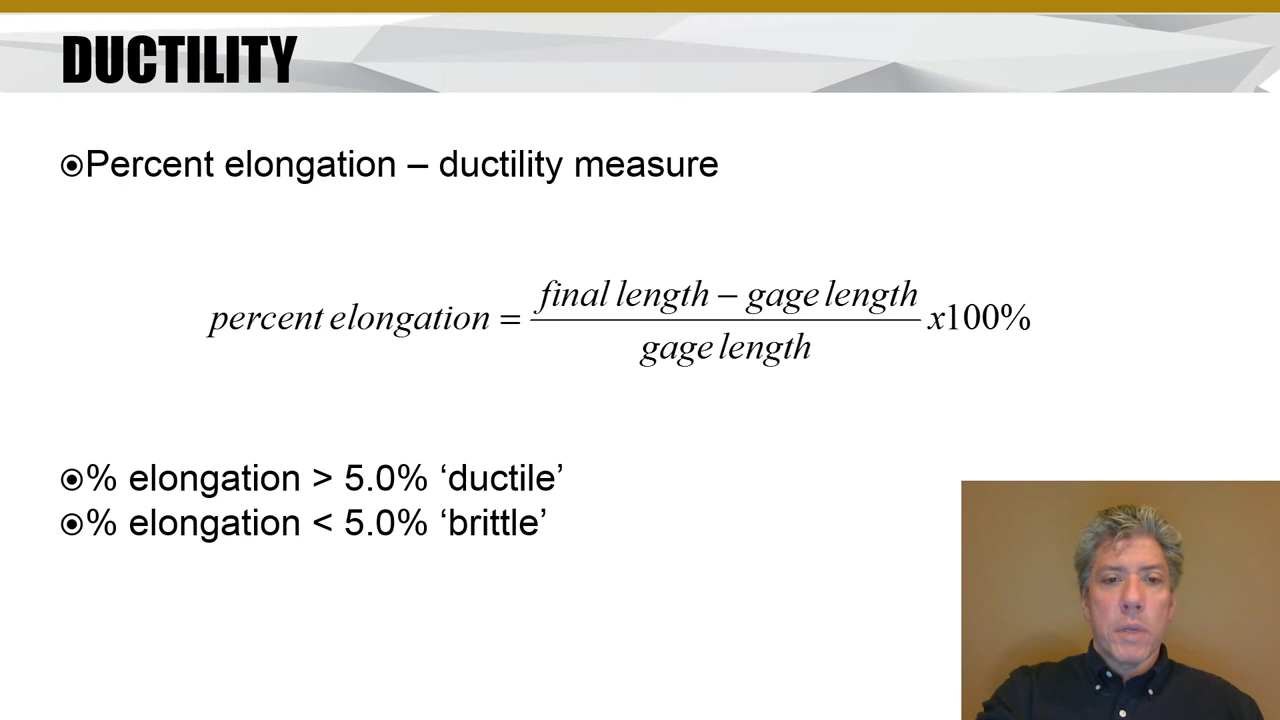 DUCTILITY
Percent elongation – ductility measure
percent elongation = final length – gage length / gage length x100%
% elongation > 5.0% ‘ductile’
% elongation < 5.0% ‘brittle’